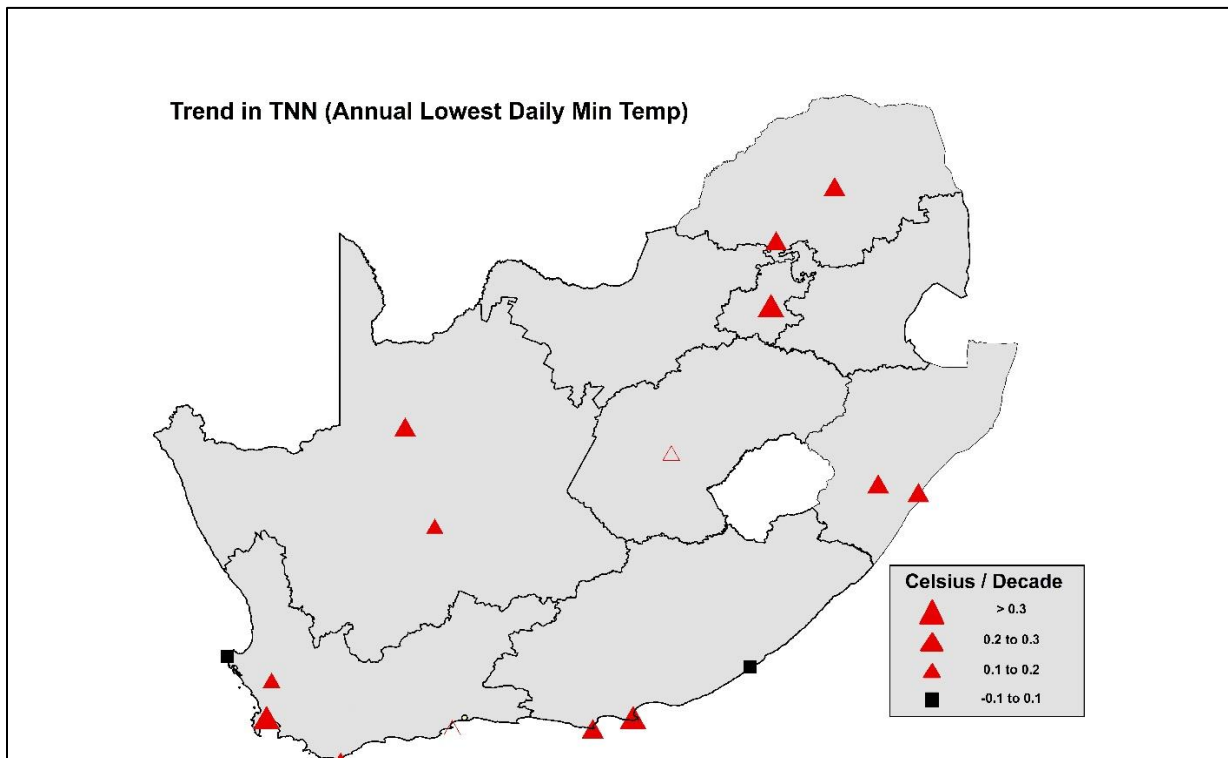 Trend in TNN (Annual Lowest Daily Min Temp)
Celsius / Decade
> 0.3
0.2 to 0.3
0.1 to 0.2
-0.1 to 0.1